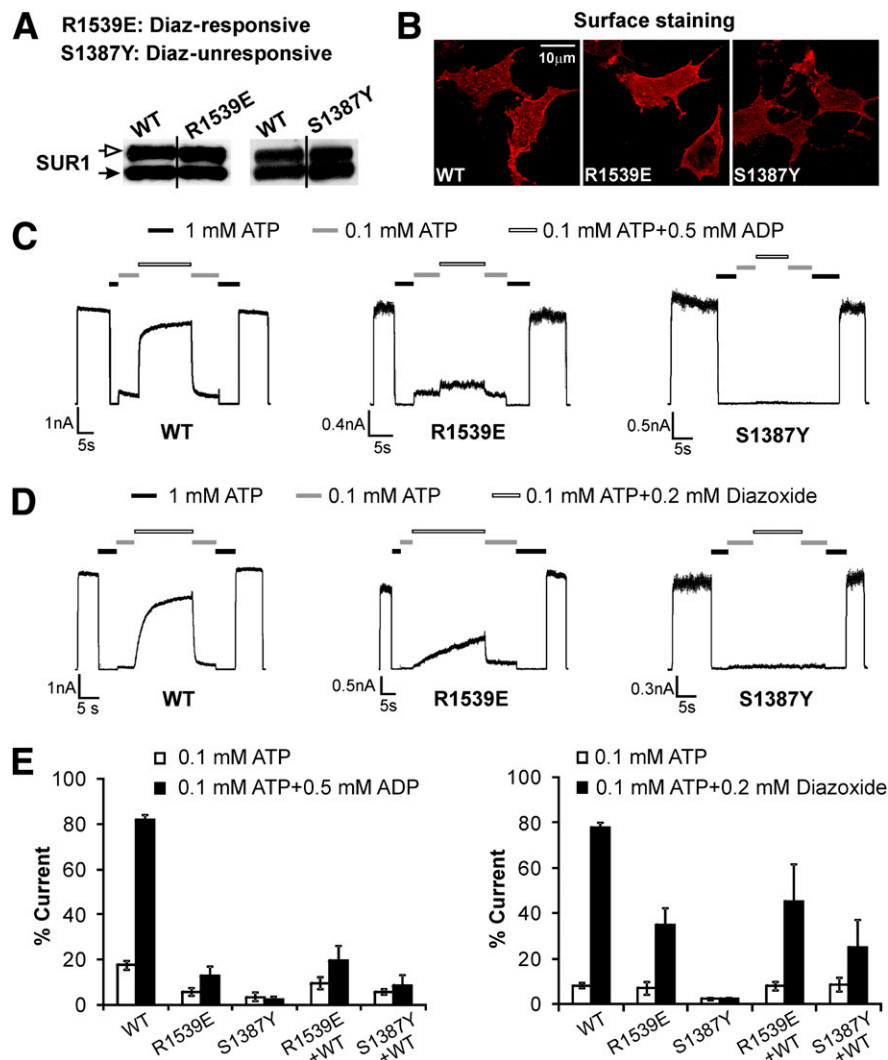 A
R1539E: Diaz-responsive
S1387Y: Diaz-unresponsive
WT
R1539E
WT
S1387Y
SUR1
B
Surface staining
10μm
WT
R1539E
S1387Y
C
1 mM ATP
0.1 mM ATP
0.1 mM ATP+0.5 mM ADP
1nA
5s
WT
0.4nA
5s
R1539E
0.5nA
5s
S1387Y
D
1 mM ATP
0.1 mM ATP
0.1 mM ATP+0.2 mM Diazoxide
1nA
5 s
WT
0.5nA
5s
R1539E
0.3nA
5s
S1387Y
E
0.1 mM ATP
0.1 mM ATP+0.5 mM ADP
% Current
100
80
60
40
20
0
WT
R1539E
S1387Y
R1539E
+WT
S1387Y
+WT
0.1 mM ATP
0.1 mM ATP+0.2 mM Diazoxide
% Current
100
80
60
40
20
0
WT
R1539E
S1387Y
R1539E
+WT
S1387Y
+WT